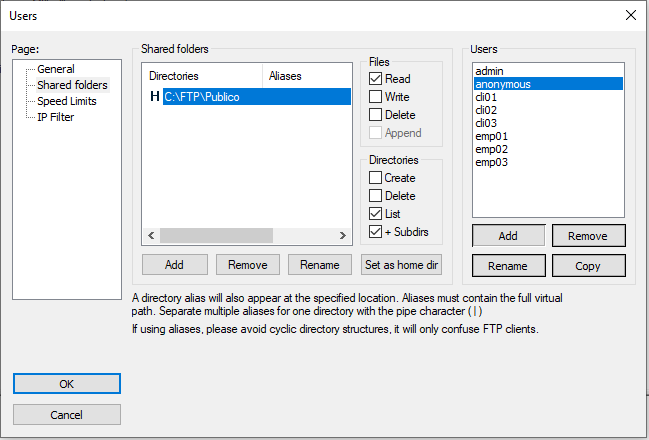 Users
Page:
General
Shared folders
Speed Limits
IP Filter
Shared folders
Directories Aliases
H C:\FTP\Publico
Add Remove Rename Set as home dir
Files
Read
Write
Delete
Append
Directories
Create
Delete
List
+ Subdirs
Users
admin
anonymous
cli01
cli02
cli03
emp01
emp02
emp03
Add Remove
Rename Copy
A directory alias will also appear at the specified location. Aliases must contain the full virtual
path. Separate multiple aliases for one directory with the pipe character ( | )
If using aliases, please avoid cyclic directory structures, it will only confuse FTP clients.
OK
Cancel